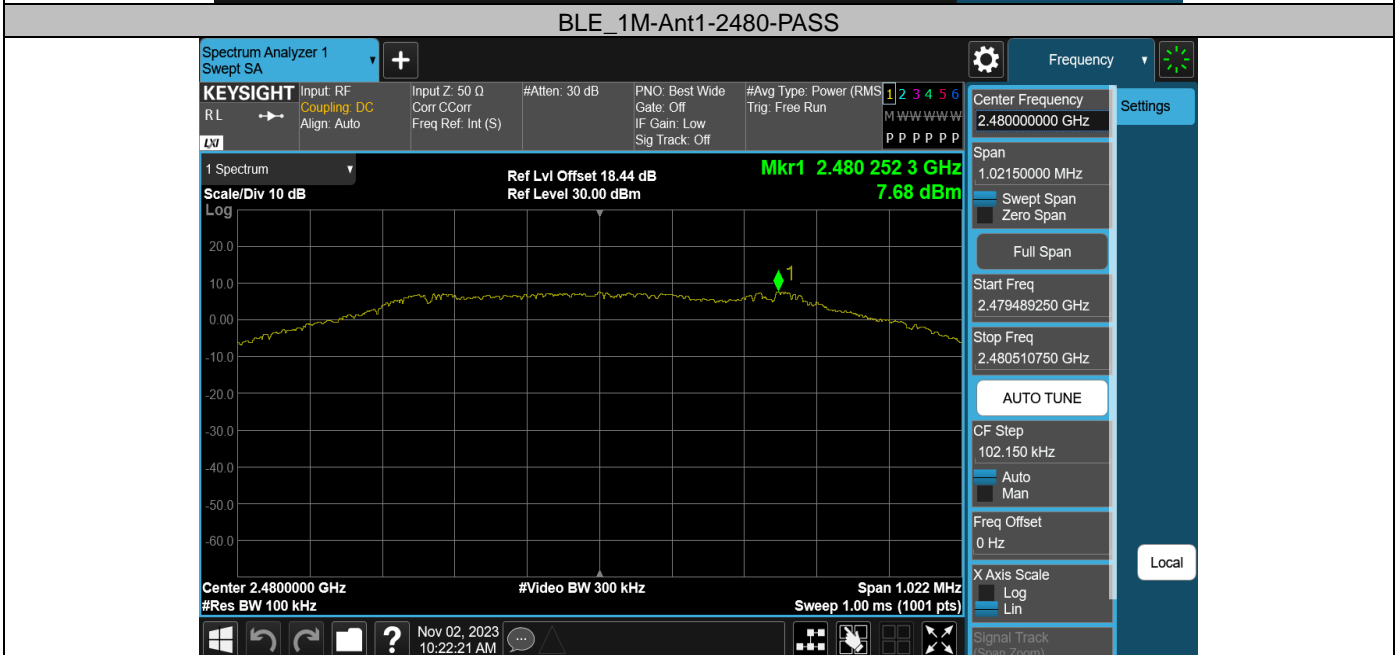 BLE_1M-Ant1-2480-PASS
Spectrum Analyzer 1
Swept SA
+
Frequency
KEYSIGHT
RL
LXI
Input: RF
Coupling: DC
Align: Auto
Input Z: 50 Ω
Corr CCorr
Freq Ref: Int (S)
#Atten: 30 dB
PNO: Best Wide
Gate: Off
IF Gain: Low
Sig Track: Off
#Avg Type: Power (RMS
Trig: Free Run
1 2 3 4 5 6
M W W W W W
P P P P P P
1 Spectrum
Scale/Div 10 dB
Ref Lvl Offset 18.44 dB
Ref Level 30.00 dBm
Mkr1 2.480 252 3 GHz
7.68 dBm
Log
20.0
10.0
0.00
-10.0
-20.0
-30.0
-40.0
-50.0
-60.0
1
Center 2.4800000 GHz
#Res BW 100 kHz
#Video BW 300 kHz
Span 1.022 MHz
Sweep 1.00 ms (1001 pts)
Center Frequency
2.480000000 GHz
Settings
Span
1.02150000 MHz
Swept Span
Zero Span
Full Span
Start Freq
2.479489250 GHz
Stop Freq
2.480510750 GHz
AUTO TUNE
CF Step
102.150 kHz
Auto
Man
Freq Offset
0 Hz
X Axis Scale
Log
Lin
Local
Signal Track
(Span Zoom)
?
Nov 02, 2023
10:22:21 AM